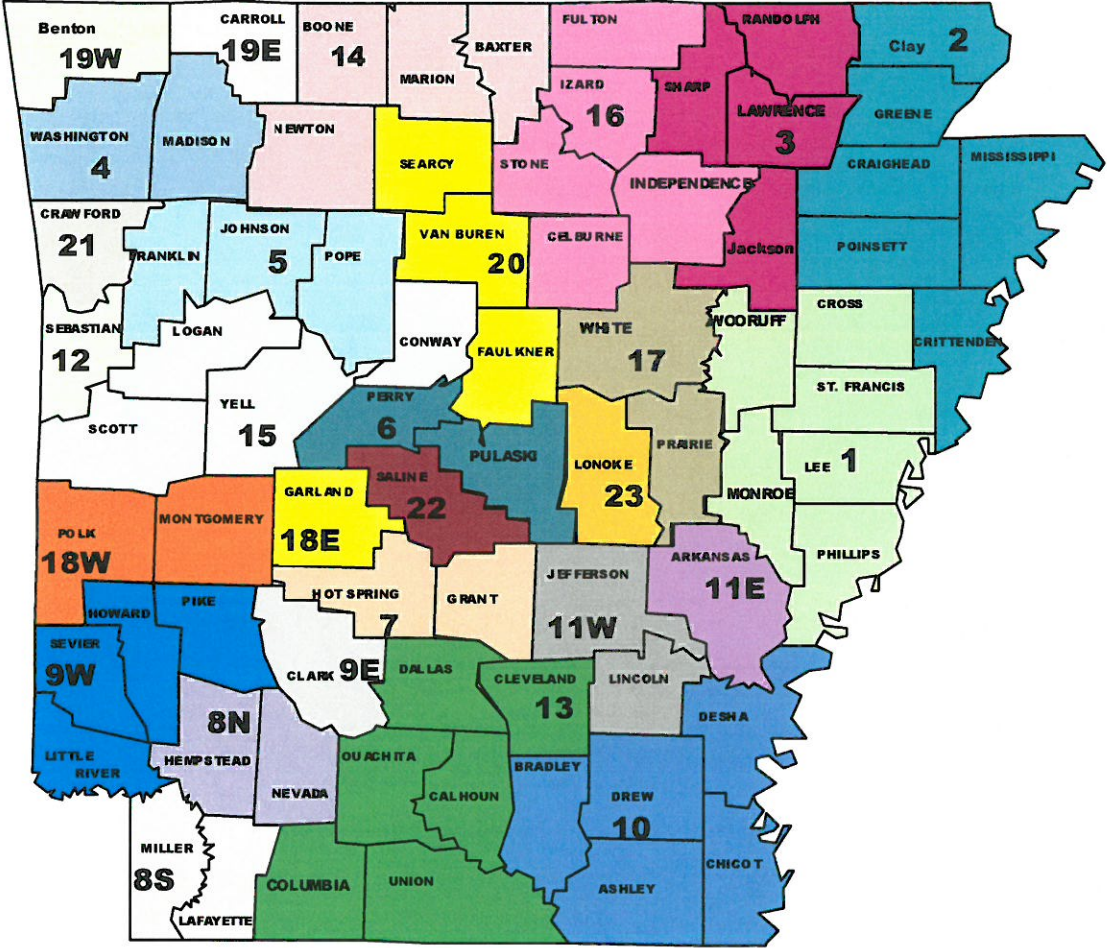 Benton
19W
CARROLL
19E
BOONE
14
MARION
BAXTER
FULTON
RANDOLPH
Clay 2
IZARD
16
SHARP
LAWRENCE
3
GREENE
WASHINGTON
4
MADISON
NEWTON
SEARCY
STONE
INDEPENDENCE
CRAIGHEAD
MISSISSIPPI
CRAWFORD
21
FRANKLIN
JOHNSON
5
POPE
VAN BUREN
20
CELBURNE
Jackson
POINSETT
SEBASTIAN
12
LOGAN
CONWAY
FAULKNER
WHITE
17
WOORUFF
CROSS
CRITTENDEN
SCOTT
YELL
15
PERRY
6
PULASKI
LONOKE
23
PRAIRIE
ST. FRANCIS
LEE 1
MONROE
PHILLIPS
POLK
18W
MONTGOMERY
GARLAND
18E
SALINE
22
HOT SPRING
7
GRANT
JEFFERSON
11W
ARKANSAS
11E
HOWARD
PIKE
SEVIER
9W
CLARK 9E
DALLAS
CLEVELAND
13
LINCOLN
DESHA
LITTLE
RIVER
8N
HEMPSTEAD
NEVADA
OUACHITA
CALHOUN
BRADLEY
DREW
10
CHICOT
MILLER
8S
LAFAYETTE
COLUMBIA
UNION
ASHLEY